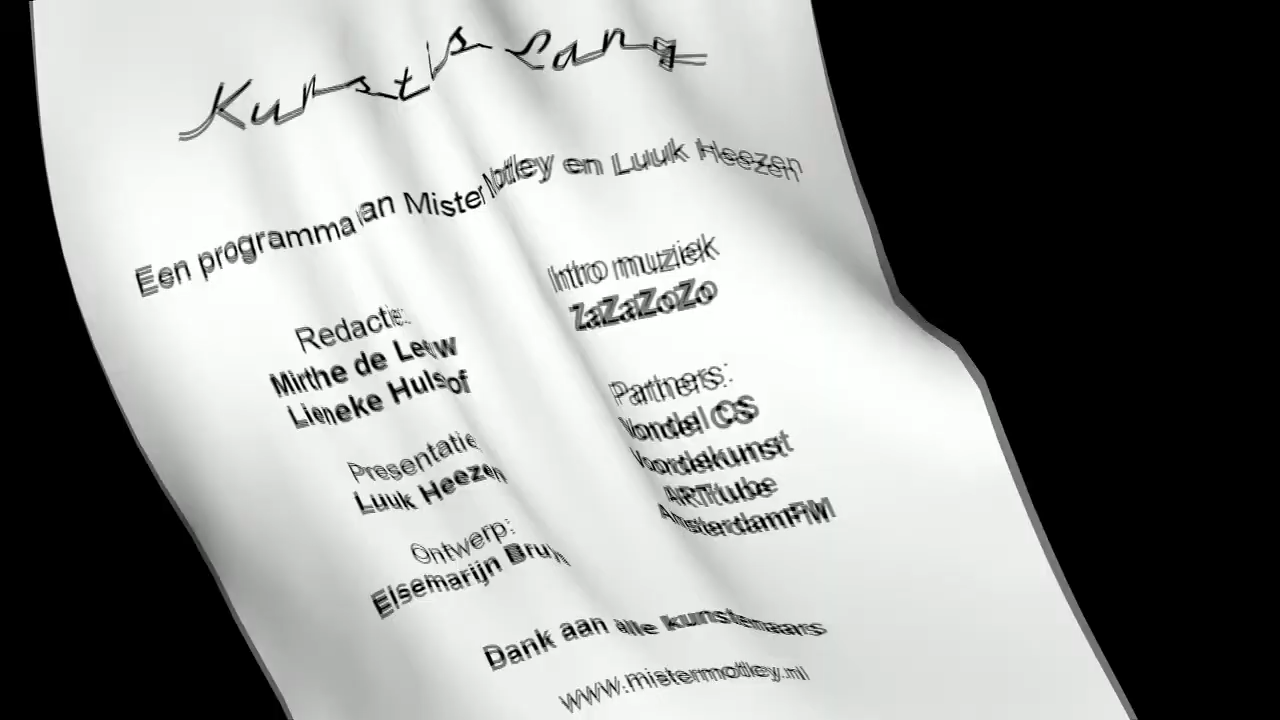 Kunst is Lang
Een programma van Mister Motley en Luuk Heezen
Redactie:
Mirthe de Leuw
Lieneke Hulshof
Presentatie
Luuk Heezen
Ontwerp:
Elsemarijn Bruys
Intro muziek
ZaZaZoZo
Partners:
Vondel CS
Voordekunst
ARTtube
AmsterdamFM
Dank aan alle kunstenaars
www.mistermotley.nl